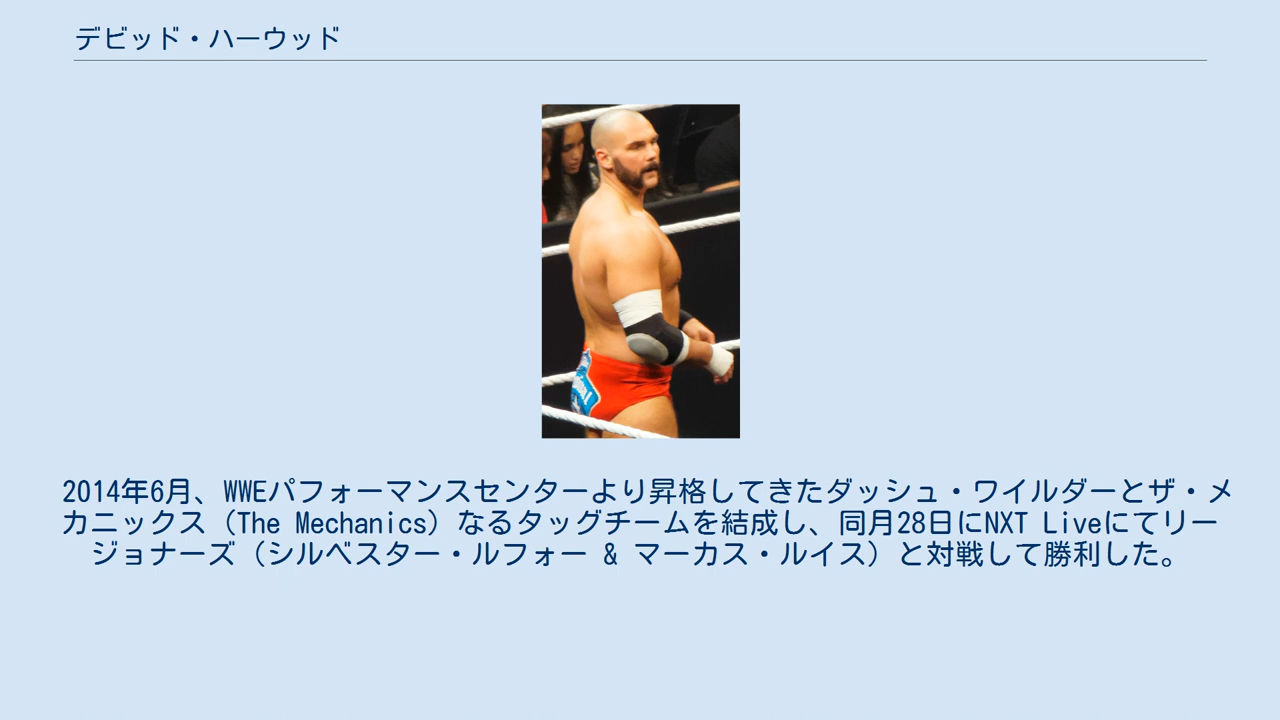 デビッド・ハーウッド
2014年6月、WWEパフォーマンスセンターより昇格してきたダッシュ・ワイルダーとザ・メ
カニックス（The Mechanics）なるタッグチームを結成し、同月28日にNXT Liveにてリー
ジョナーズ（シルベスター・ルフォー & マーカス・ルイス）と対戦して勝利した。